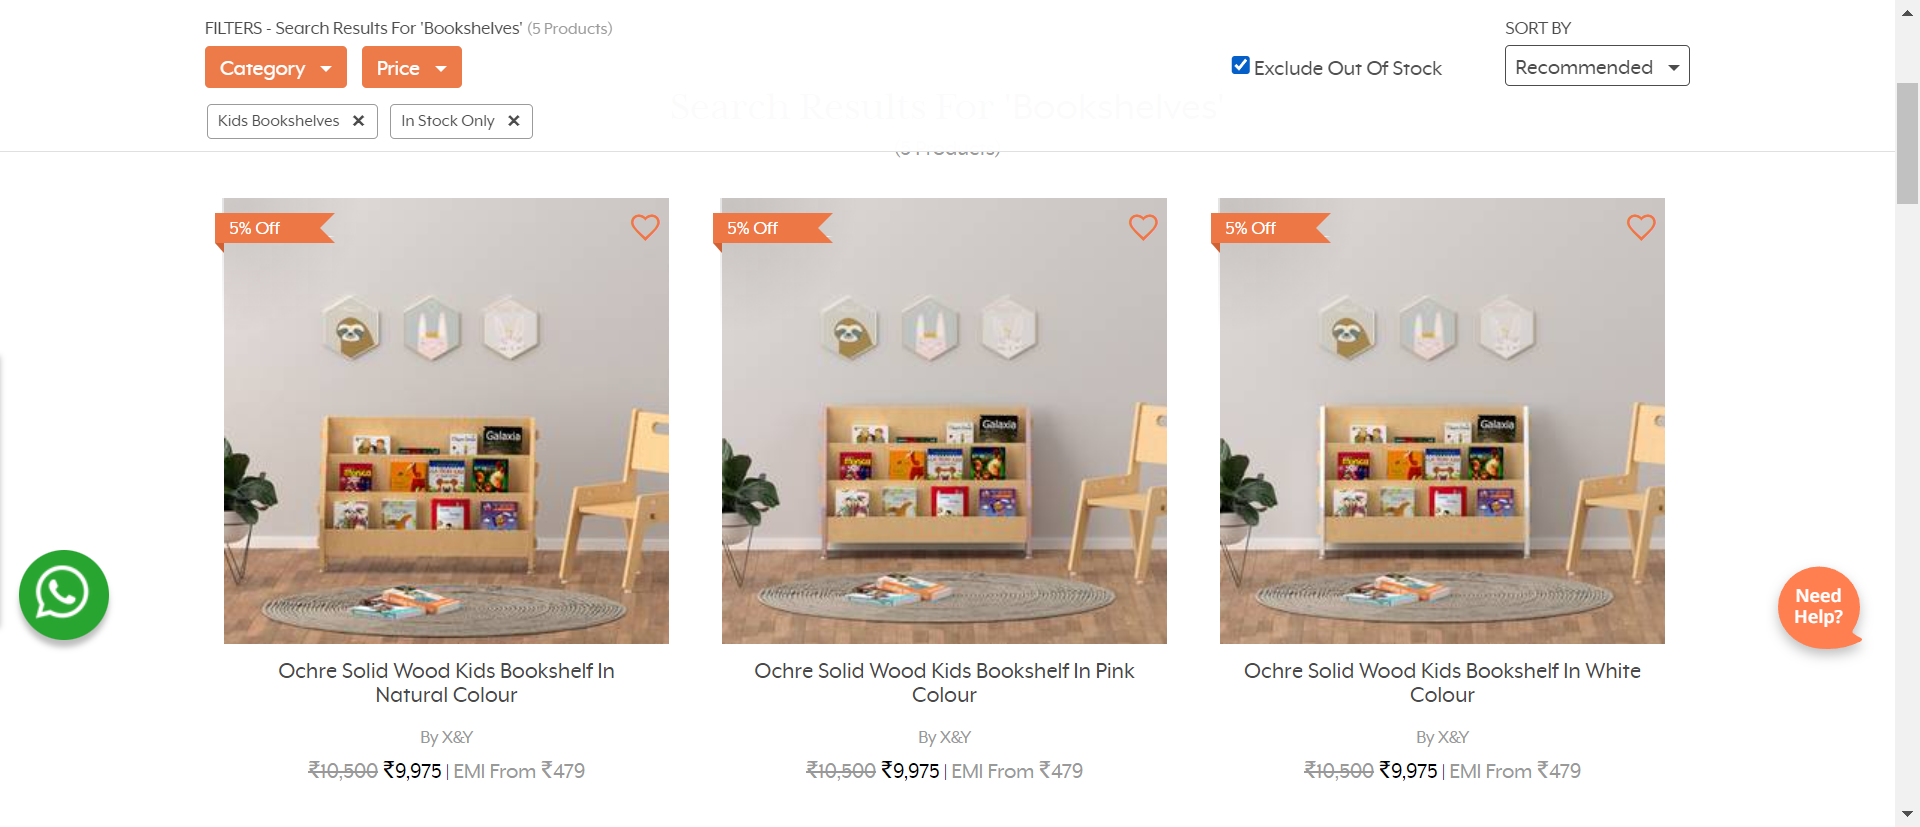 FILTERS - Search Results For 'Bookshelves' (5 Products)
SORT BY
Category
Price
Exclude Out Of Stock
Recommended
Search Results For 'Bookshelves'
Kids Bookshelves ✕
In Stock Only ✕
(5 Products)
5% Off
5% Off
5% Off
Galaxia
Galaxia
Galaxia
Need
Help?
Ochre Solid Wood Kids Bookshelf In
Natural Colour
By X&Y
₹10,500 ₹9,975 | EMI From ₹479
Ochre Solid Wood Kids Bookshelf In Pink
Colour
By X&Y
₹10,500 ₹9,975 | EMI From ₹479
Ochre Solid Wood Kids Bookshelf In White
Colour
By X&Y
₹10,500 ₹9,975 | EMI From ₹479